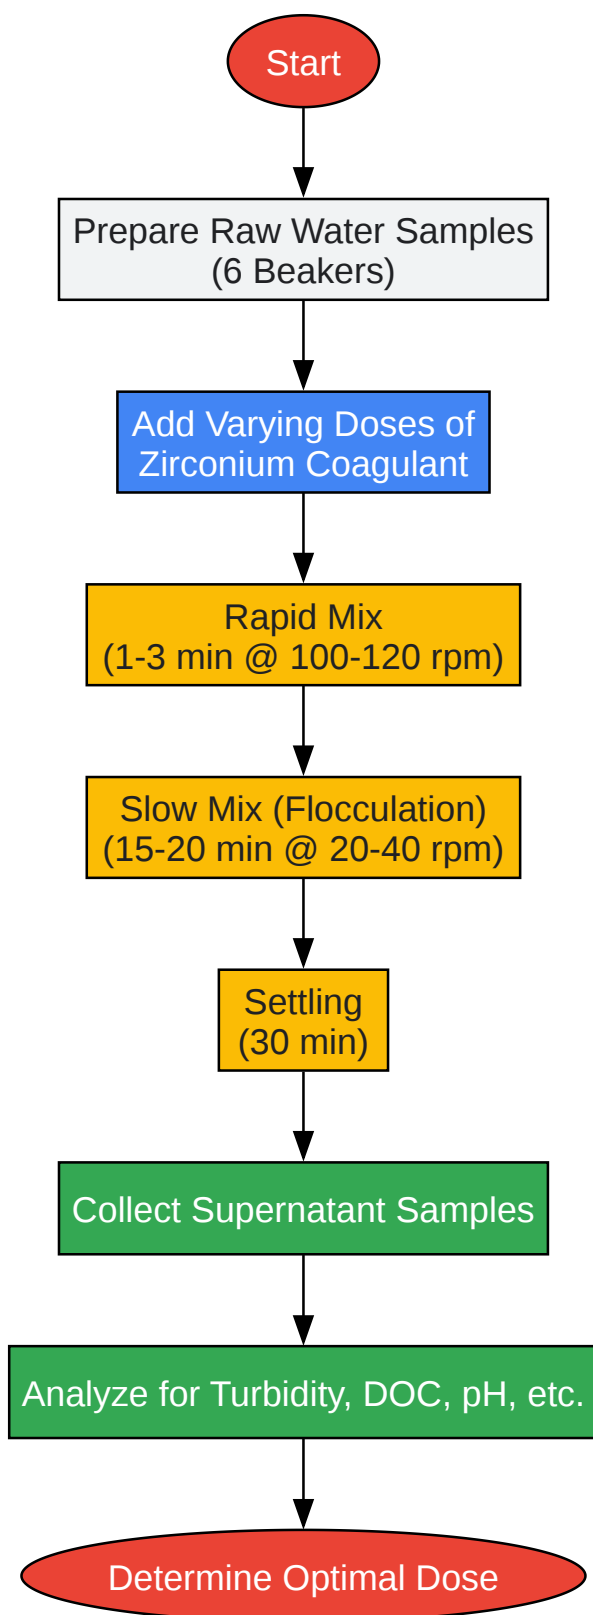 Start
Prepare Raw Water Samples
(6 Beakers)
Add Varying Doses of
Zirconium Coagulant
Rapid Mix
(1-3 min @ 100-120 rpm)
Slow Mix (Flocculation)
(15-20 min @ 20-40 rpm)
Settling
(30 min)
Collect Supernatant Samples
Analyze for Turbidity, DOC, pH, etc.
Determine Optimal Dose